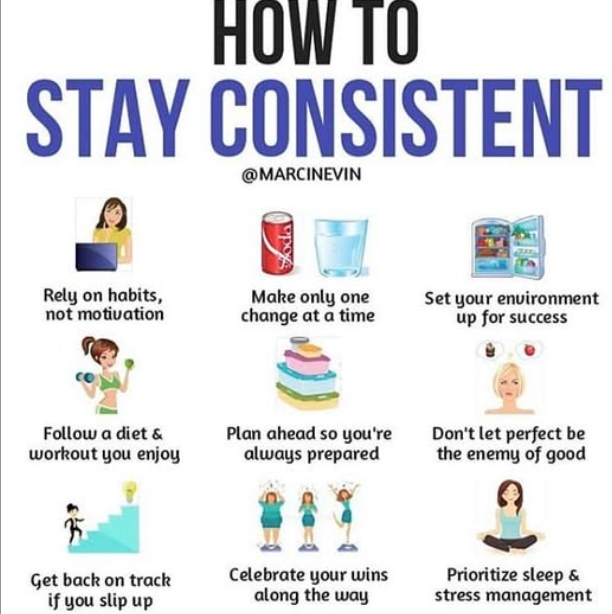 HOW TO
STAY CONSISTENT
@MARCINEVIN
Soda
Rely on habits,
not motivation
Make only one
change at a time
Set your environment
up for success
Follow a diet &
workout you enjoy
Plan ahead so you're
always prepared
Don't let perfect be
the enemy of good
Get back on track
if you slip up
Celebrate your wins
along the way
Prioritize sleep &
stress management